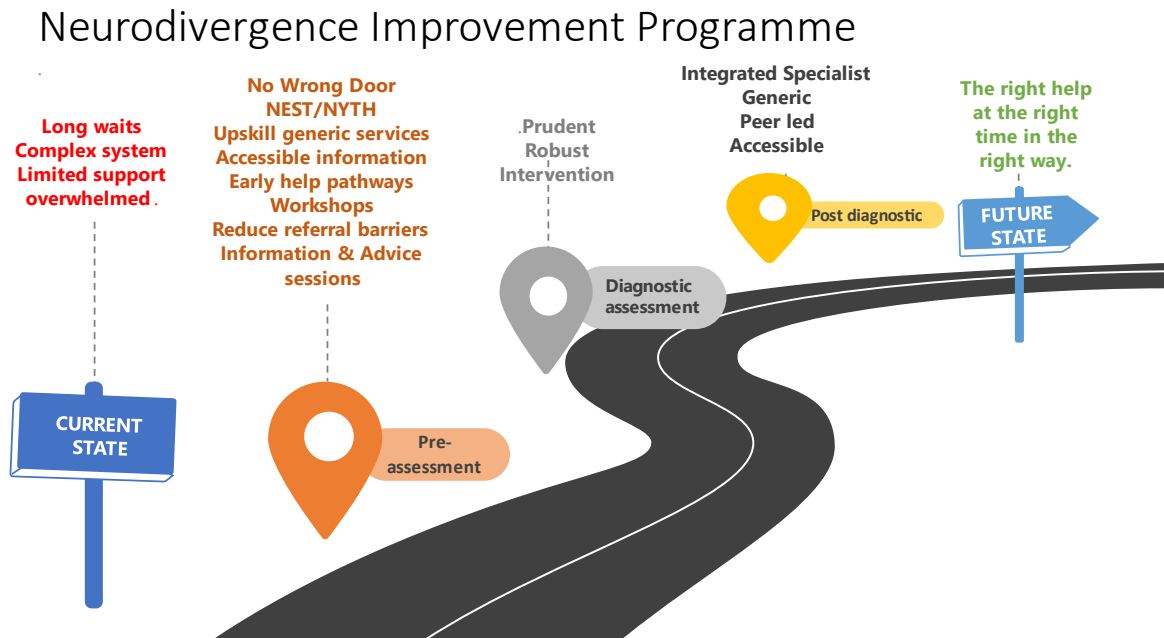 Neurodivergence Improvement Programme
.
Long waits
Complex system
Limited support
overwhelmed .
No Wrong Door
NEST/NYTH
Upskill generic services
Accessible information
Early help pathways
Workshops
Reduce referral barriers
Information & Advice
sessions
.Prudent
Robust
Intervention
Integrated Specialist
Generic
Peer led
Accessible
The right help
at the right
time in the
right way.
CURRENT
STATE
Pre-
assessment
Diagnostic
assessment
Post diagnostic
FUTURE
STATE